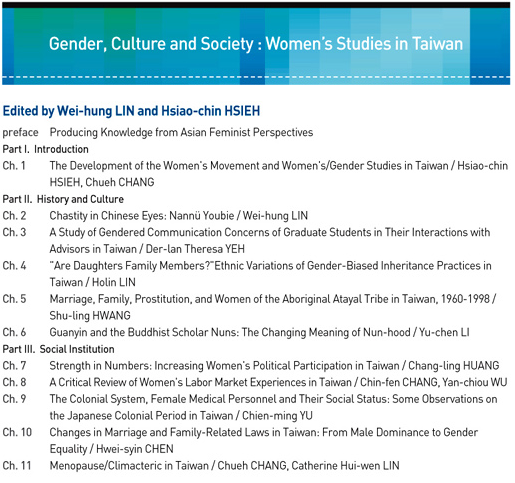 Gender, Culture and Society : Women's Studies in Taiwan
Edited by Wei-hung LIN and Hsiao-chin HSIEH
preface Producing Knowledge from Asian Feminist Perspectives
Part I. Introduction
Ch. 1 The Development of the Women's Movement and Women's/Gender Studies in Taiwan / Hsiao-chin
HSIEH, Chueh CHANG
Part II. History and Culture
Ch. 2 Chastity in Chinese Eyes: Nannü Youbie / Wei-hung LIN
Ch. 3 A Study of Gendered Communication Concerns of Graduate Students in Their Interactions with
Advisors in Taiwan / Der-lan Theresa YEH
Ch. 4 "Are Daughters Family Members?"Ethnic Variations of Gender-Biased Inheritance Practices in
Taiwan / Holin LIN
Ch. 5 Marriage, Family, Prostitution, and Women of the Aboriginal Atayal Tribe in Taiwan, 1960-1998 /
Shu-ling HWANG
Ch. 6 Guanyin and the Buddhist Scholar Nuns: The Changing Meaning of Nun-hood / Yu-chen LI
Part III. Social Institution
Ch. 7 Strength in Numbers: Increasing Women's Political Participation in Taiwan / Chang-ling HUANG
Ch. 8 A Critical Review of Women's Labor Market Experiences in Taiwan / Chin-fen CHANG, Yan-chiou WU
Ch. 9 The Colonial System, Female Medical Personnel and Their Social Status: Some Observations on
the Japanese Colonial Period in Taiwan / Chien-ming YU
Ch. 10 Changes in Marriage and Family-Related Laws in Taiwan: From Male Dominance to Gender
Equality / Hwei-syin CHEN
Ch. 11 Menopause/Climacteric in Taiwan / Chueh CHANG, Catherine Hui-wen LIN